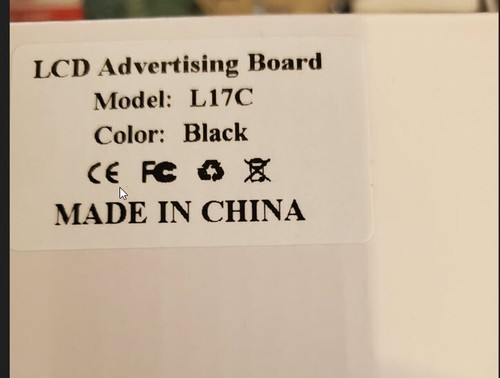 LCD Advertising Board
Model: L17C
Color: Black
CE FC
MADE IN CHINA